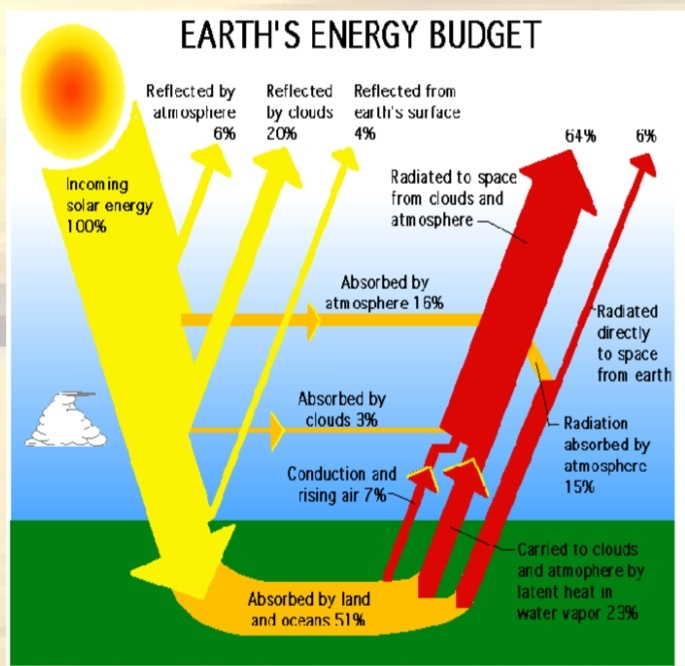 EARTH'S ENERGY BUDGET
Reflected by
atmosphere
6%
Reflected
by clouds
20%
Reflected from
earth's surface
4%
64%
6%
Incoming
solar energy
100%
Radiated to space
from clouds and
atmosphere
Absorbed by
atmosphere 16%
Radiated
directly
to space
from earth
Absorbed by
clouds 3%
Radiation
absorbed by
atmosphere
15%
Conduction and
rising air 7%
Carried to clouds
and atmophere by
latent heat in
water vapor 23%
Absorbed by land
and oceans 51%